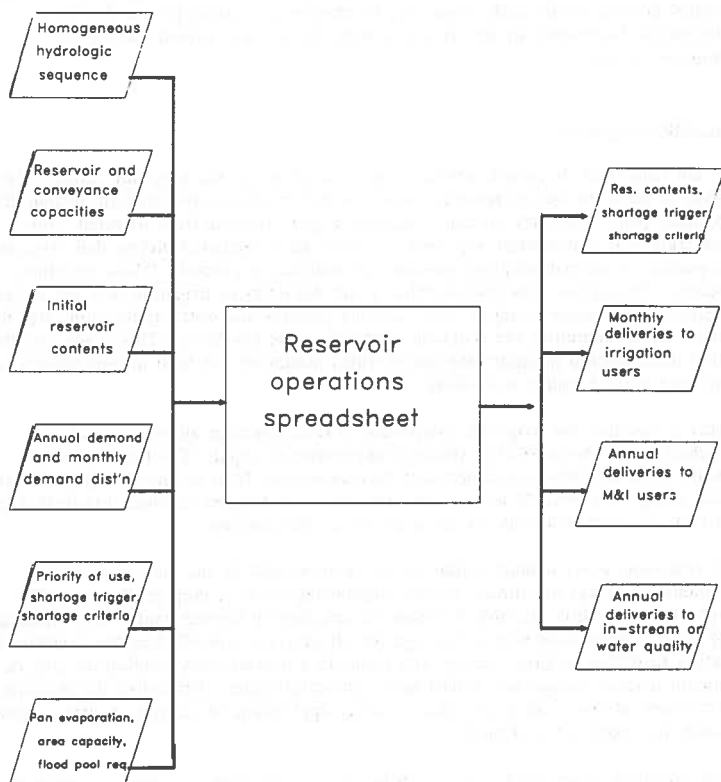 Homogeneous
hydrologic
sequence
Reservoir and
conveyance
capacities
Initial
reservoir
contents
Annual demond
and monthly
demand dist'n
Priority of use,
shortage trigger,
shortage criteria
Pan evaporation,
area capacity,
flood pool req.
Reservoir
operations
spreadsheet
Res. contents,
shortage trigger
shortage criteria
Monthly
deliveries to
irrigation
users
Annual
deliveries to
M&I users
Annual
deliveries to
in-stream or
water quality